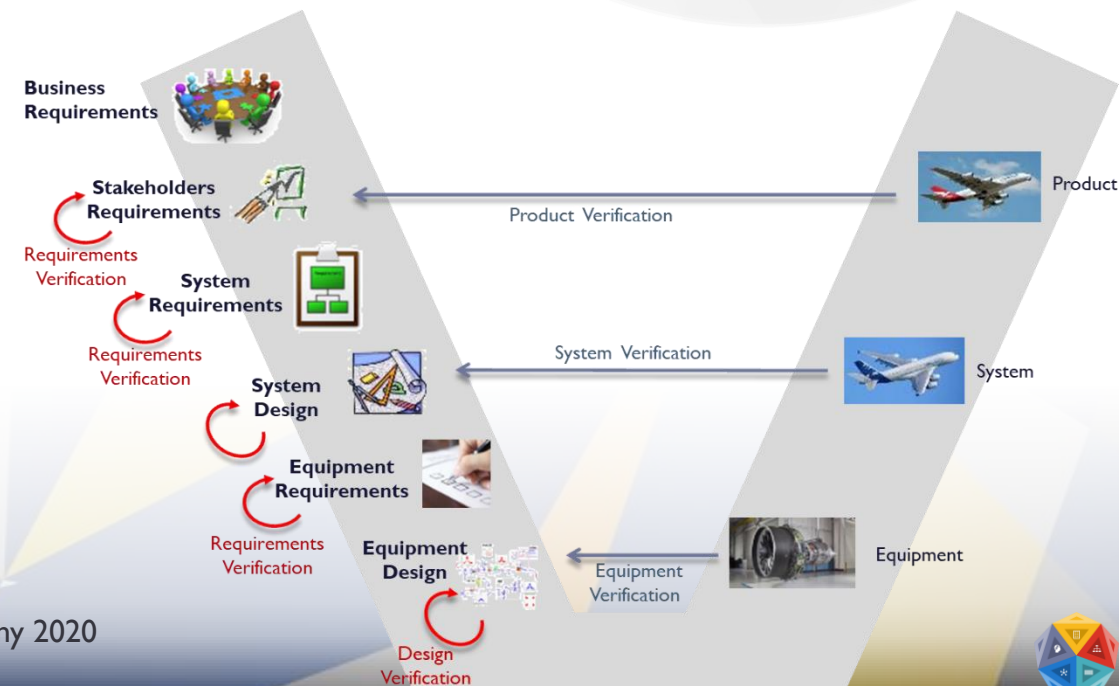 Business
Requirements
Stakeholders
Requirements
Product
Product Verification
Requirements
Verification
System
Requirements
Requirements
Verification
System Verification
System
System
Design
Equipment
Requirements
Requirements
Verification
Equipment
Design
Equipment
Equipment
Verification
ny 2020
Design
Verification